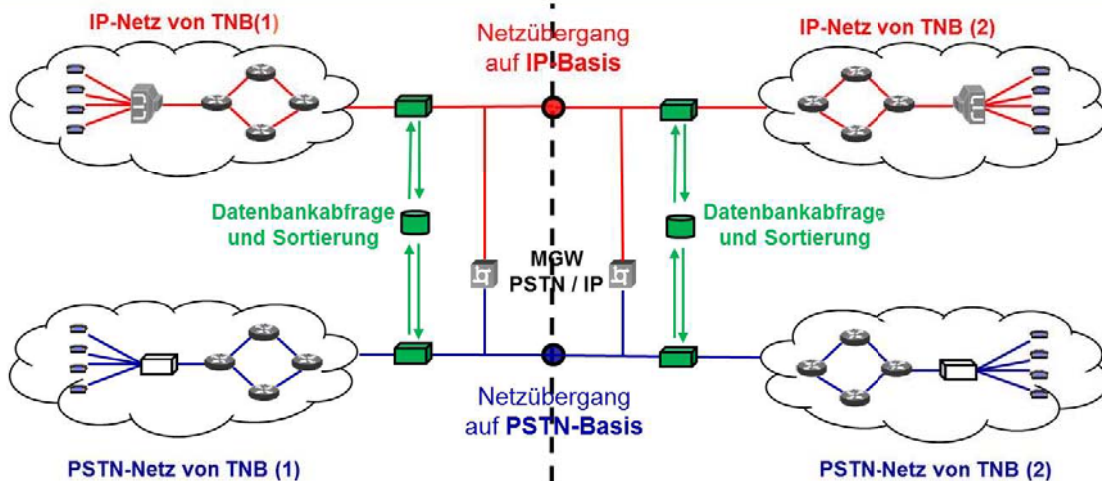 IP-Netz von TNB(1)
Netzübergang
auf IP-Basis
IP-Netz von TNB (2)
Datenbankabfrage
und Sortierung
Datenbankabfrage
und Sortierung
MGW
PSTN / IP
Netzübergang
auf PSTN-Basis
PSTN-Netz von TNB (1)
PSTN-Netz von TNB (2)